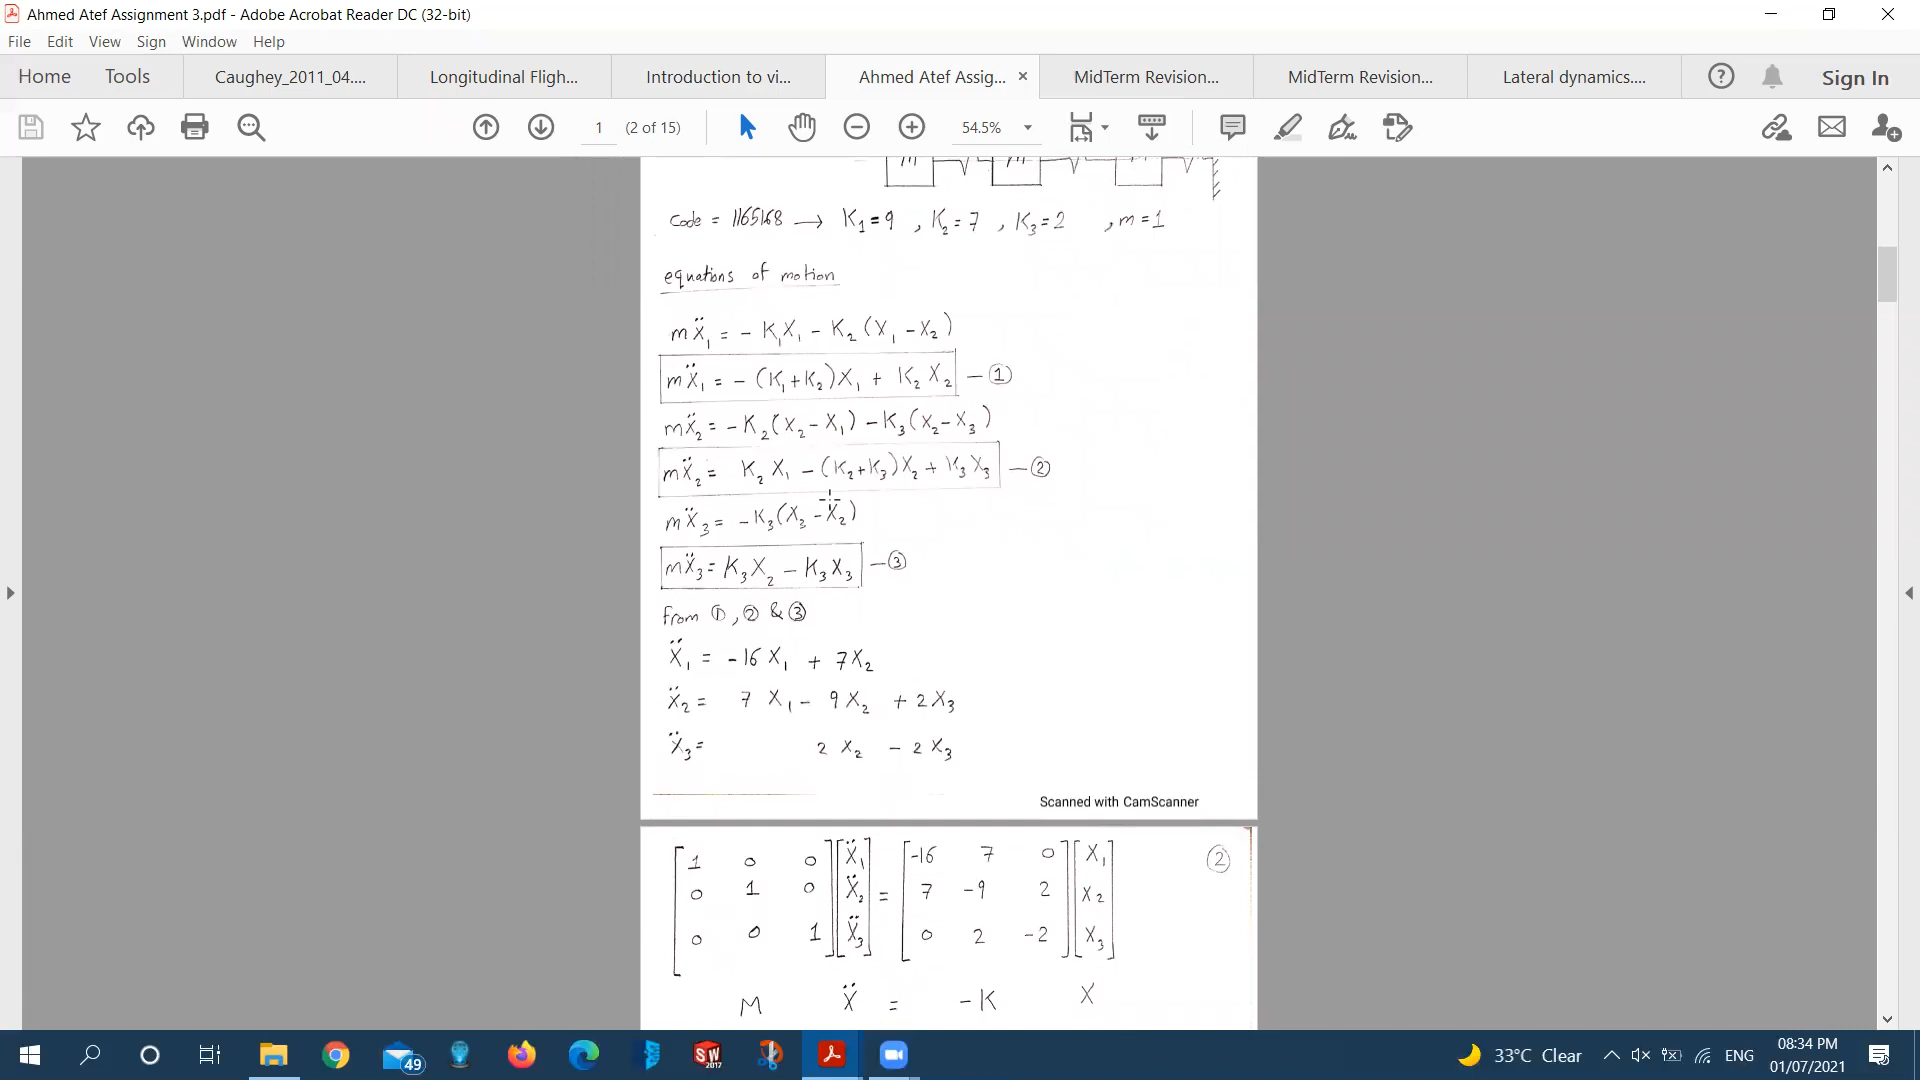 Ahmed Atef Assignment 3.pdf - Adobe Acrobat Reader DC (32-bit)
File Edit View Sign Window Help
Home Tools Caughey_2011_04.... Longitudinal Fligh... Introduction to vi... Ahmed Atef Assig... × MidTerm Revision... MidTerm Revision... Lateral dynamics.... Sign In
1 (2 of 15) 54.5%
m m
Code = 1165168 → K₁=9 , K₂=7 , K₃=2 , m=1
equations of motion
mẌ₁ = - K₁X₁ - K₂(X₁ - X₂)
mẌ₁ = - (K₁+K₂)X₁ + K₂X₂ — ①
mẌ₂ = - K₂(X₂-X₁) - K₃(X₂-X₃)
mẌ₂ = K₂X₁ - (K₂+K₃)X₂ + K₃X₃ — ②
mẌ₃ = - K₃(X₃-X₂)
mẌ₃ = K₃X₂ - K₃X₃ — ③
from ①, ② & ③
Ẍ₁ = -16 X₁ + 7X₂
Ẍ₂ = 7 X₁ - 9 X₂ + 2X₃
Ẍ₃ = 2 X₂ - 2 X₃
Scanned with CamScanner
②
1 0 0 Ẍ₁ -16 7 0 X₁
0 1 0 Ẍ₂ = 7 -9 2 X₂
0 0 1 Ẍ₃ 0 2 -2 X₃
M Ẍ = -K X
49
SW 2017
33°C Clear
ENG
08:34 PM
01/07/2021